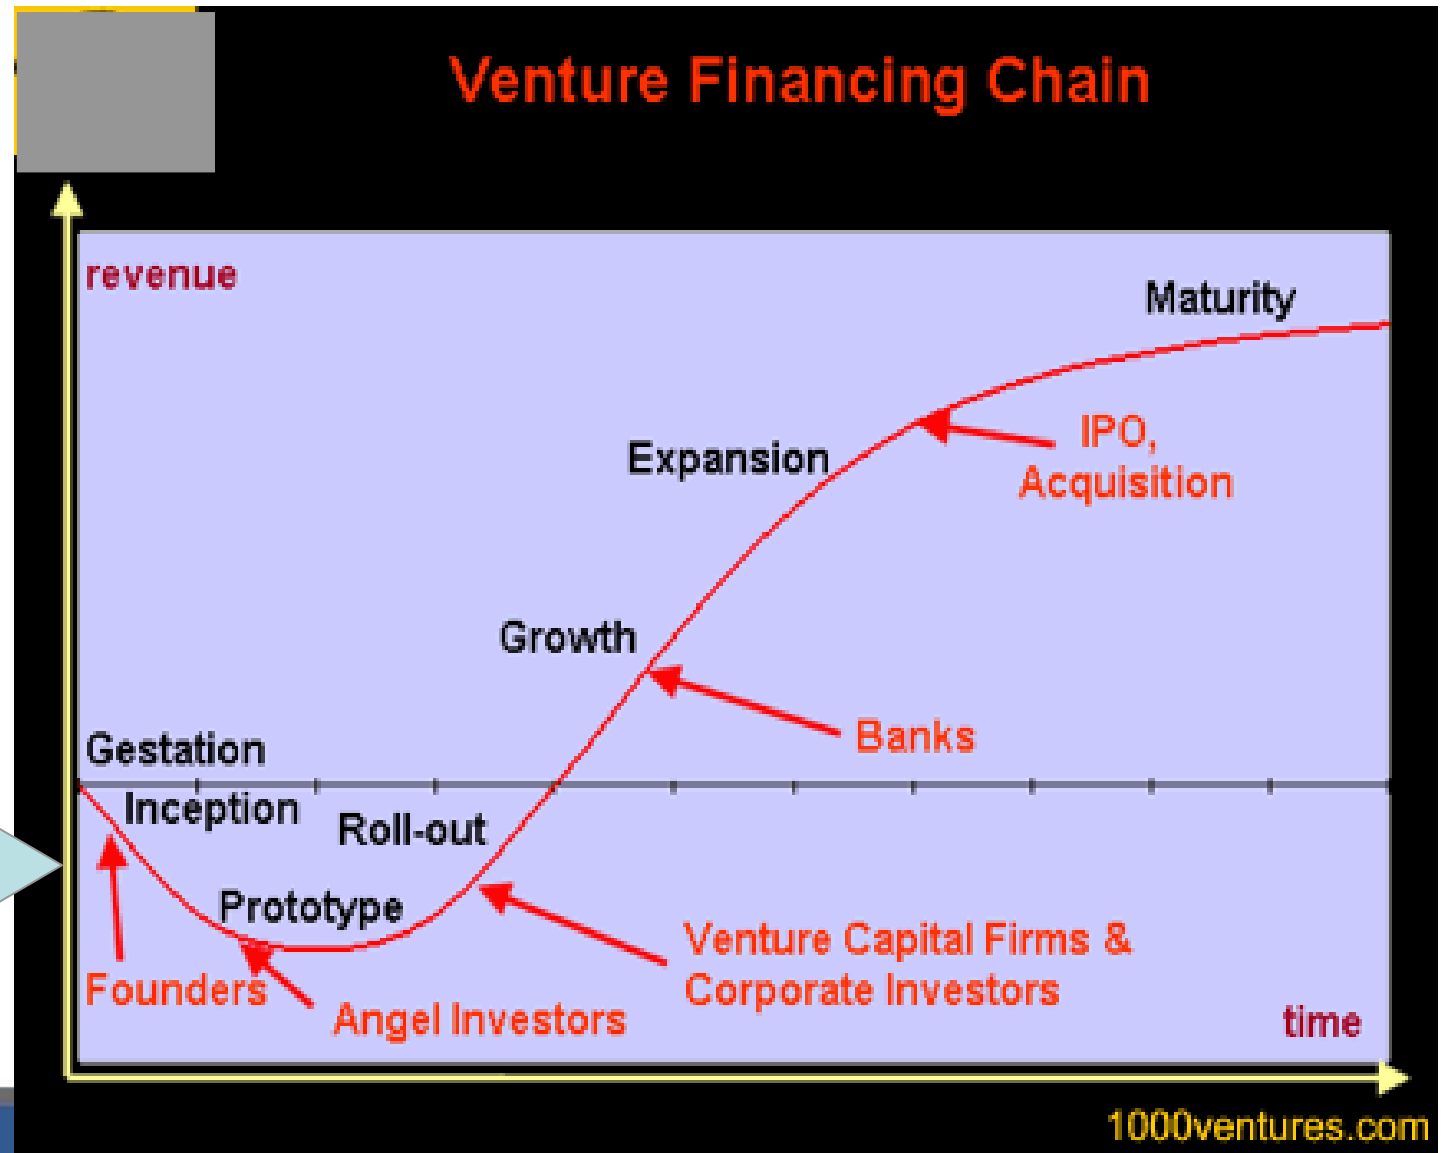 Venture Financing Chain
revenue
Maturity
IPO,
Acquisition
Expansion
Growth
Banks
Gestation
Inception
Roll-out
Prototype
Venture Capital Firms &
Corporate Investors
Founders
Angel Investors
time
1000ventures.com